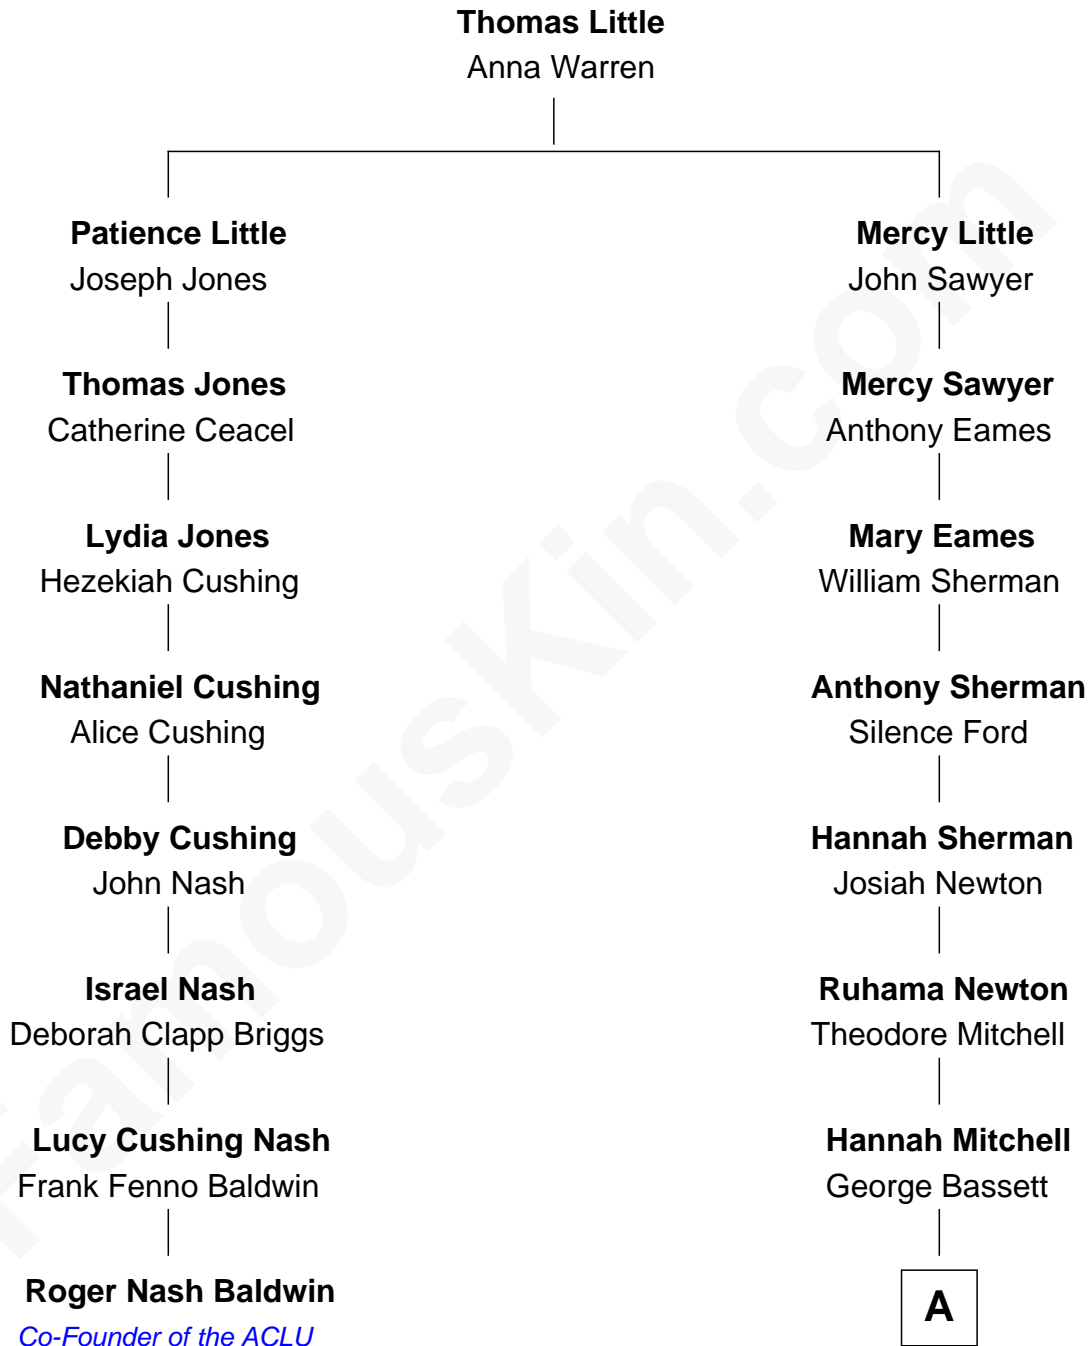 Thomas Little
Anna Warren
Patience Little
Joseph Jones
Mercy Little
John Sawyer
Thomas Jones
Catherine Ceacel
Mercy Sawyer
Anthony Eames
Lydia Jones
Hezekiah Cushing
Mary Eames
William Sherman
Nathaniel Cushing
Alice Cushing
Anthony Sherman
Silence Ford
Debby Cushing
John Nash
Hannah Sherman
Josiah Newton
Israel Nash
Deborah Clapp Briggs
Ruhama Newton
Theodore Mitchell
Lucy Cushing Nash
Frank Fenno Baldwin
Hannah Mitchell
George Bassett
Roger Nash Baldwin
Co-Founder of the ACLU
A
FamousKin.com